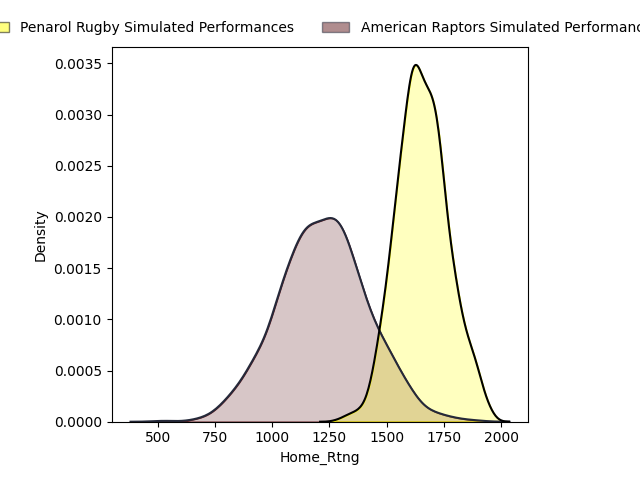 Penarol Rugby Simulated Performances
American Raptors Simulated
0.0035
0.0030
0.0025
0.0020
0.0015
0.0010
0.0005
0.0000
Density
500 750 1000 1250 1500 1750 2000
Home_Rtng